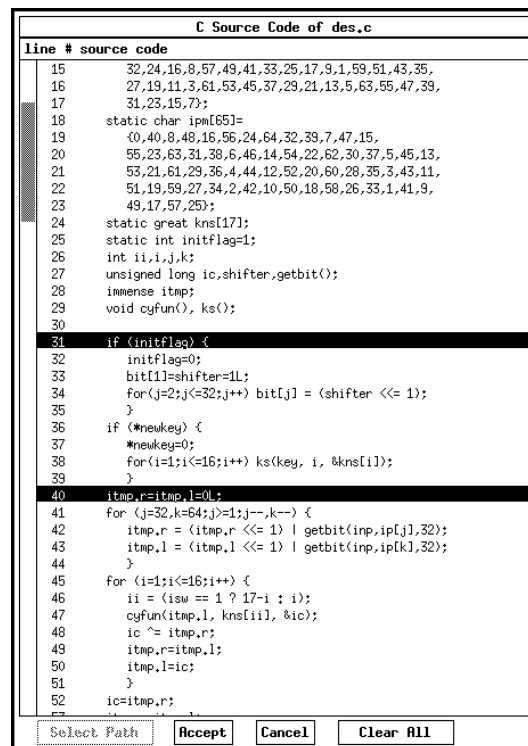 C Source Code of des.c
line # source code
15 32,24,16,8,57,49,41,33,25,17,9,1,59,51,43,35,
16 27,19,11,3,61,53,45,37,29,21,13,5,63,55,47,39,
17 31,23,15,7};
18 static char ipm[65]=
19 {0,40,8,48,16,56,24,64,32,39,7,47,15,
20 55,23,63,31,38,6,46,14,54,22,62,30,37,5,45,13,
21 53,21,61,29,36,4,44,12,52,20,60,28,35,3,43,11,
22 51,19,59,27,34,2,42,10,50,18,58,26,33,1,41,9,
23 49,17,57,25};
24 static great kns[17];
25 static int initflag=1;
26 int ii,i,j,k;
27 unsigned long ic,shifter,getbit();
28 immense itmp;
29 void cyfun(), ks();
30
31 if (initflag) {
32 initflag=0;
33 bit[1]=shifter=1L;
34 for(j=2;j<=32;j++) bit[j] = (shifter <<= 1);
35 }
36 if (*newkey) {
37 *newkey=0;
38 for(i=1;i<=16;i++) ks(key, i, &kns[i]);
39 }
40 itmp.r=itmp.l=0L;
41 for (j=32,k=64;j>=1;j--,k--) {
42 itmp.r = (itmp.r <<= 1) | getbit(inp,ip[j],32);
43 itmp.l = (itmp.l <<= 1) | getbit(inp,ip[k],32);
44 }
45 for (i=1;i<=16;i++) {
46 ii = (isw == 1 ? 17-i : i);
47 cyfun(itmp.l, kns[ii], &ic);
48 ic ^= itmp.r;
49 itmp.r=itmp.l;
50 itmp.l=ic;
51 }
52 ic=itmp.r;
Select Path Accept Cancel Clear All